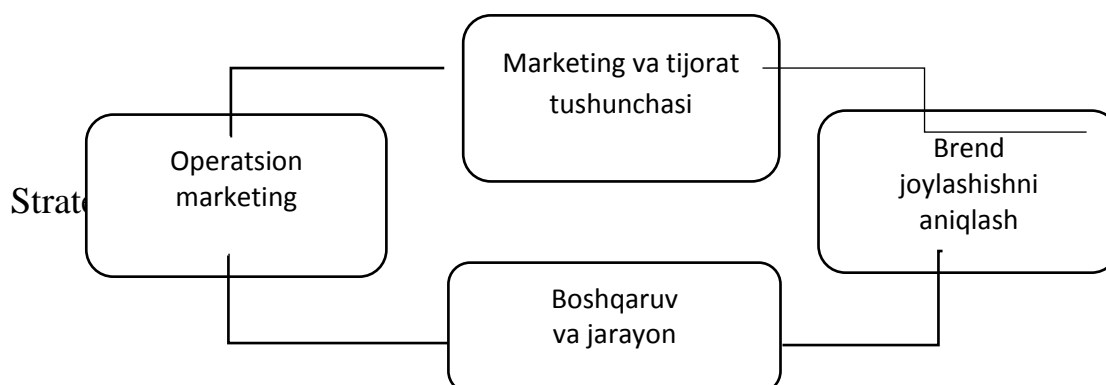 Marketing va tijorat
tushunchasi
Operatsion
marketing
Brend
joylashishni
aniqlash
Boshqaruv
va jarayon